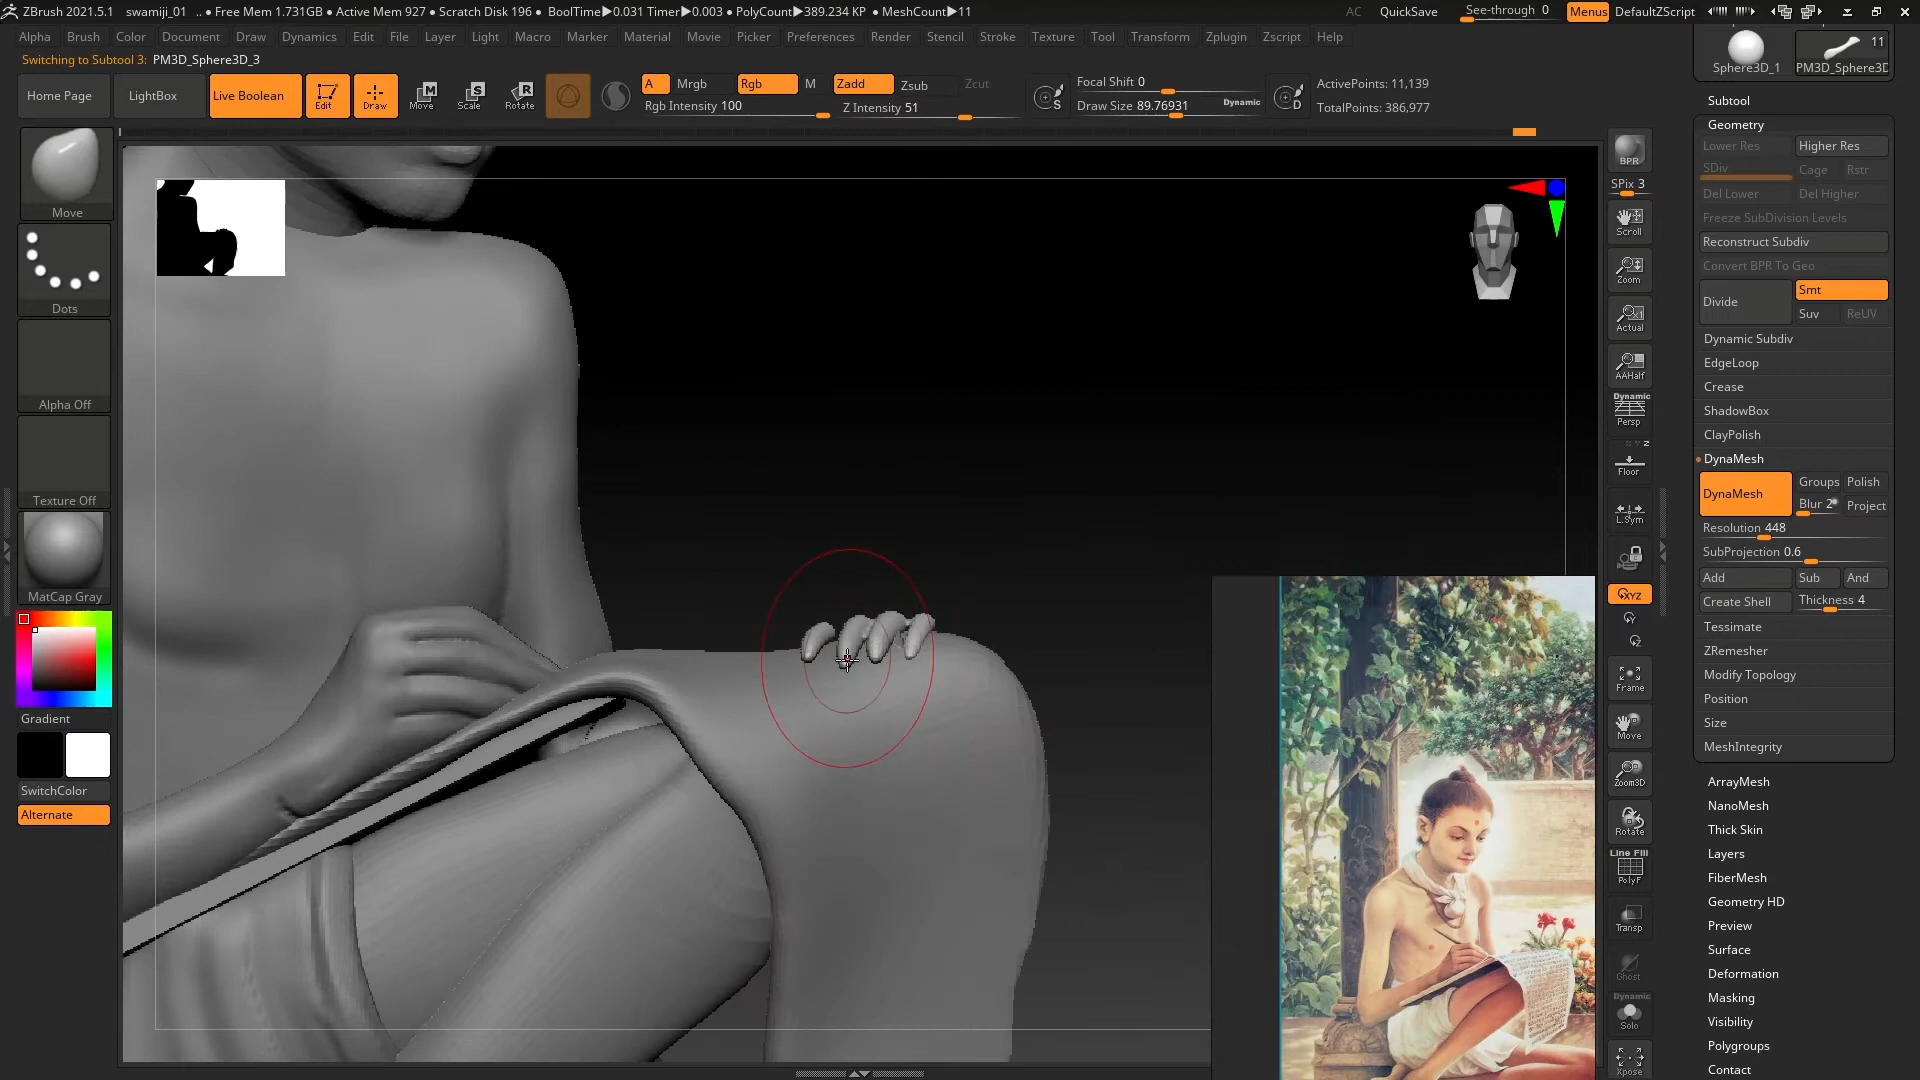 ZBrush 2021.5.1 swamiji_01 .. ● Free Mem 1.731GB ● Active Mem 927 ● Scratch Disk 196 ● BoolTime▶0.031 Timer▶0.003 ● PolyCount▶389.234 KP ● MeshCount▶11 AC QuickSave See-through 0 Menus DefaultZScript
Alpha Brush Color Document Draw Dynamics Edit File Layer Light Macro Marker Material Movie Picker Preferences Render Stencil Stroke Texture Tool Transform Zplugin Zscript Help
Switching to Subtool 3: PM3D_Sphere3D_3
Home Page LightBox Live Boolean Edit Draw Move Scale Rotate
A Mrgb Rgb M Zadd Zsub Zcut
Rgb Intensity 100 Z Intensity 51
S Focal Shift 0
Draw Size 89.76931 Dynamic D
ActivePoints: 11,139
TotalPoints: 386,977
Move
Dots
Alpha Off
Texture Off
MatCap Gray
Gradient
SwitchColor
Alternate
BPR
SPix 3
Scroll
Zoom
Actual
AAHalf
Dynamic
Persp
Floor
L.Sym
XYZ
Frame
Move
Zoom3D
Rotate
Line Fill
PolyF
Transp
Ghost
Dynamic
Solo
Xpose
11
Sphere3D_1 PM3D_Sphere3D
Subtool
Geometry
Lower Res Higher Res
SDiv Cage Rstr
Del Lower Del Higher
Freeze SubDivision Levels
Reconstruct Subdiv
Convert BPR To Geo
Divide Smt
Suv ReUV
Dynamic Subdiv
EdgeLoop
Crease
ShadowBox
ClayPolish
DynaMesh
DynaMesh Groups Polish
Blur 2 Project
Resolution 448
SubProjection 0.6
Add Sub And
Create Shell Thickness 4
Tessimate
ZRemesher
Modify Topology
Position
Size
MeshIntegrity
ArrayMesh
NanoMesh
Thick Skin
Layers
FiberMesh
Geometry HD
Preview
Surface
Deformation
Masking
Visibility
Polygroups
Contact